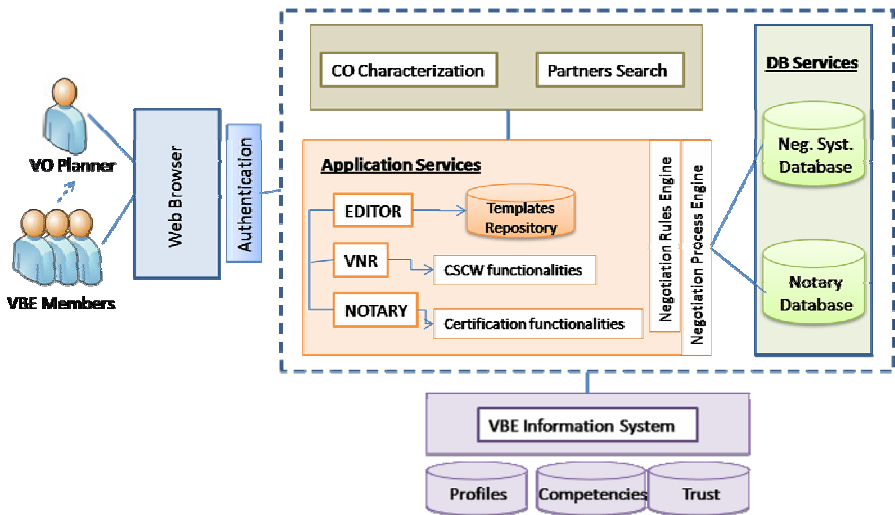 CO Characterization
Partners Search
DB Services
VO Planner
VBE Members
Web Browser
Authentication
Application Services
EDITOR
Templates
Repository
VNR
CSCW functionalities
NOTARY
Certification functionalities
Negotiation Rules Engine
Negotiation Process Engine
Neg. Syst.
Database
Notary
Database
VBE Information System
Profiles
Competencies
Trust